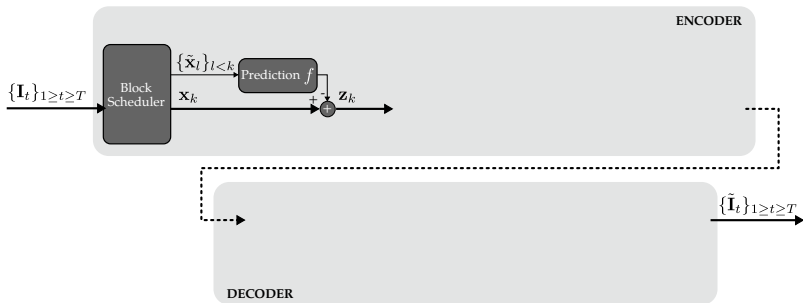 ENCODER
{x̃_l}_{l<k}
Prediction f
{I_t}_{1≥t≥T}
Block
Scheduler
x_k
+
-
+
z_k
{Ĩ_t}_{1≥t≥T}
DECODER